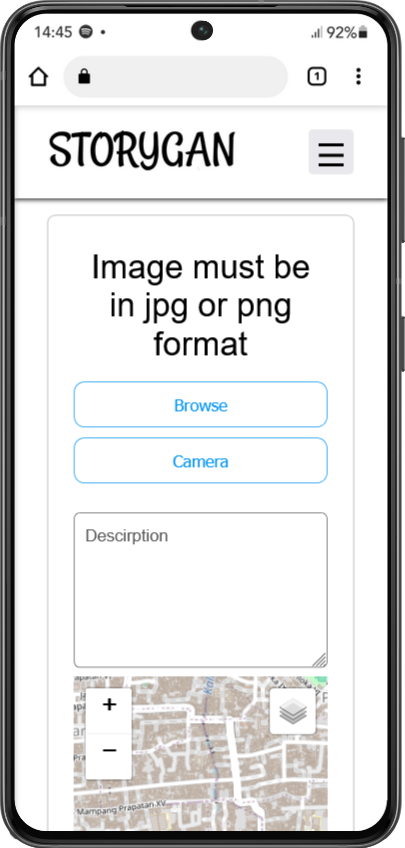 14:45 92%
1
STORYGAN
Image must be
in jpg or png
format
Browse
Camera
Descirption
+
−
Mampang Prapatan XV